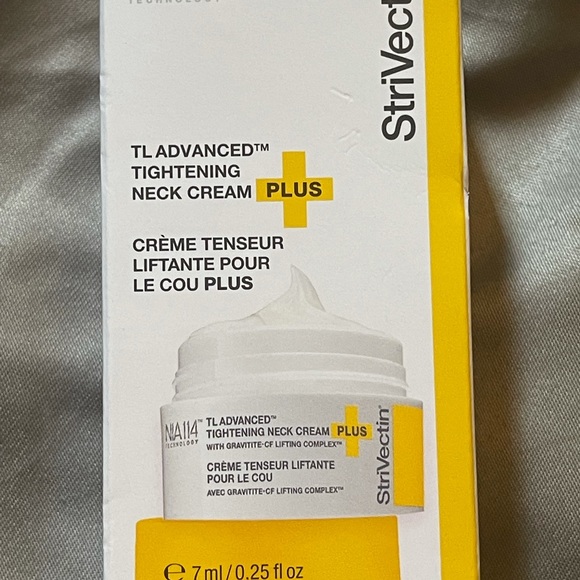 TECHNOLOGY
StriVect
TL ADVANCED™
TIGHTENING
NECK CREAM PLUS
CRÈME TENSEUR
LIFTANTE POUR
LE COU PLUS
NIA114™
TECHNOLOGY
TL ADVANCED™
TIGHTENING NECK CREAM PLUS
WITH GRAVITITE-CF LIFTING COMPLEX™
CRÈME TENSEUR LIFTANTE
POUR LE COU
AVEC GRAVITITE-CF LIFTING COMPLEX™
StriVectin®
℮ 7 ml / 0.25 fl oz